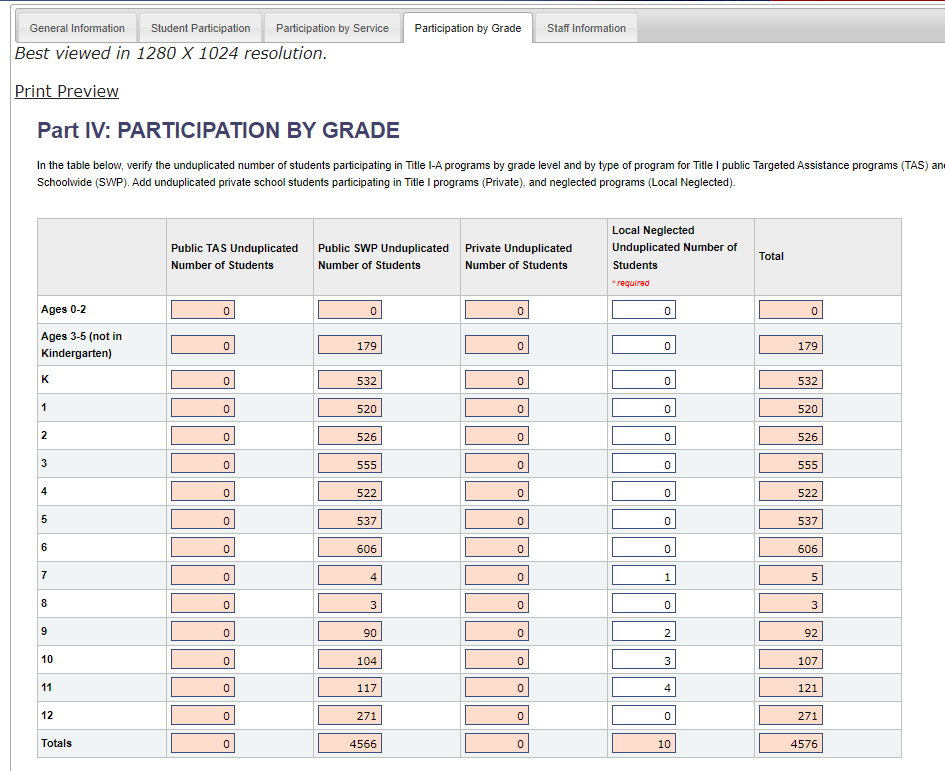 General Information Student Participation Participation by Service Participation by Grade Staff Information
Best viewed in 1280 X 1024 resolution.
Print Preview
Part IV: PARTICIPATION BY GRADE
In the table below, verify the unduplicated number of students participating in Title I-A programs by grade level and by type of program for Title I public Targeted Assistance programs (TAS)
Schoolwide (SWP). Add unduplicated private school students participating in Title I programs (Private), and neglected programs (Local Neglected).
Public TAS Unduplicated Number of Students
Public SWP Unduplicated Number of Students
Private Unduplicated Number of Students
Local Neglected Unduplicated Number of Students
* required
Total
Ages 0-2 0 0 0 0 0
Ages 3-5 (not in Kindergarten) 0 179 0 0 179
K 0 532 0 0 532
1 0 520 0 0 520
2 0 526 0 0 526
3 0 555 0 0 555
4 0 522 0 0 522
5 0 537 0 0 537
6 0 606 0 0 606
7 0 4 0 1 5
8 0 3 0 0 3
9 0 90 0 2 92
10 0 104 0 3 107
11 0 117 0 4 121
12 0 271 0 0 271
Totals 0 4566 0 10 4576